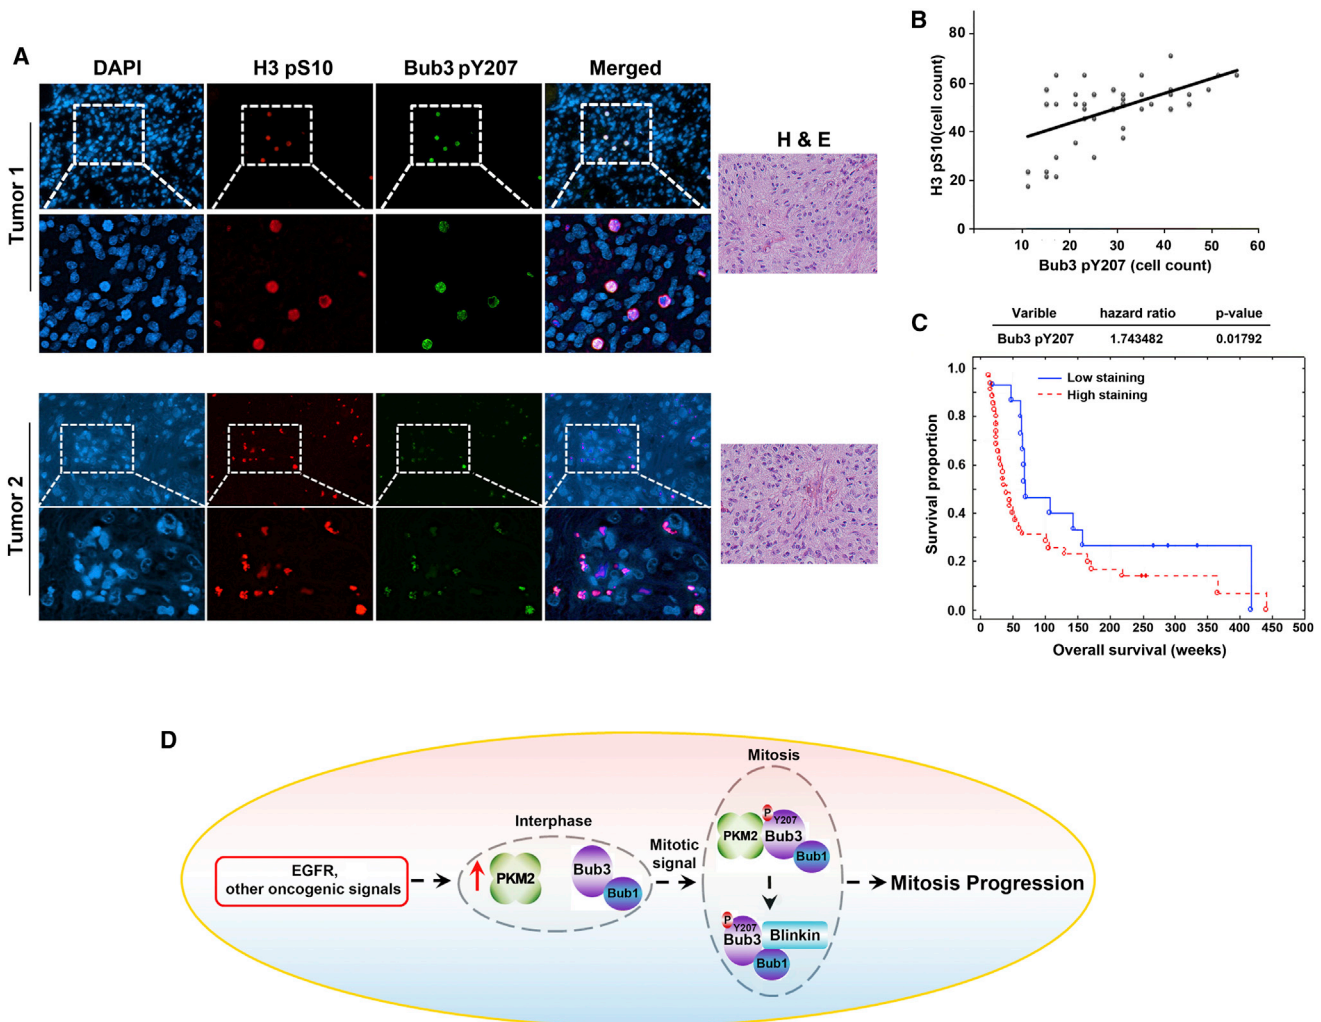 A
DAPI
H3 pS10
Bub3 pY207
Merged
Tumor 1
H & E
Tumor 2
B
H3 pS10(cell count)
80
60
40
20
0
10
20
30
40
50
60
Bub3 pY207 (cell count)
C
Varible hazard ratio p-value
Bub3 pY207 1.743482 0.01792
Low staining
High staining
Survival proportion
1.0
0.8
0.6
0.4
0.2
0.0
0
50
100
150
200
250
300
350
400
450
500
Overall survival (weeks)
D
EGFR,
other oncogenic signals
Interphase
PKM2
Bub3
Bub1
Mitotic
signal
Mitosis
P
Y207
PKM2
Bub3
Bub1
P
Y207
Bub3
Blinkin
Bub1
Mitosis Progression